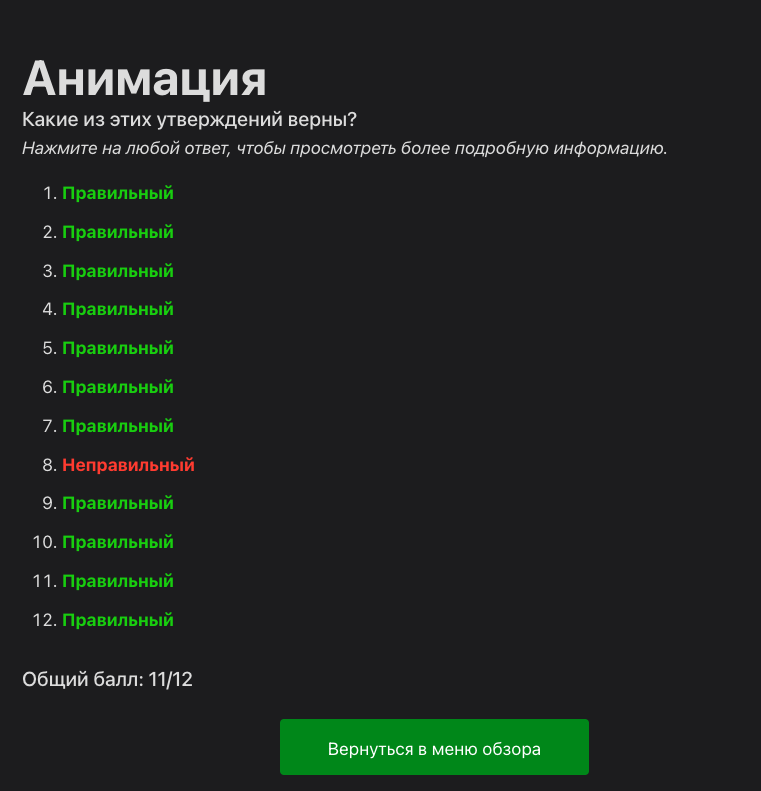 Анимация
Какие из этих утверждений верны?
Нажмите на любой ответ, чтобы просмотреть более подробную информацию.
1. Правильный
2. Правильный
3. Правильный
4. Правильный
5. Правильный
6. Правильный
7. Правильный
8. Неправильный
9. Правильный
10. Правильный
11. Правильный
12. Правильный
Общий балл: 11/12
Вернуться в меню обзора